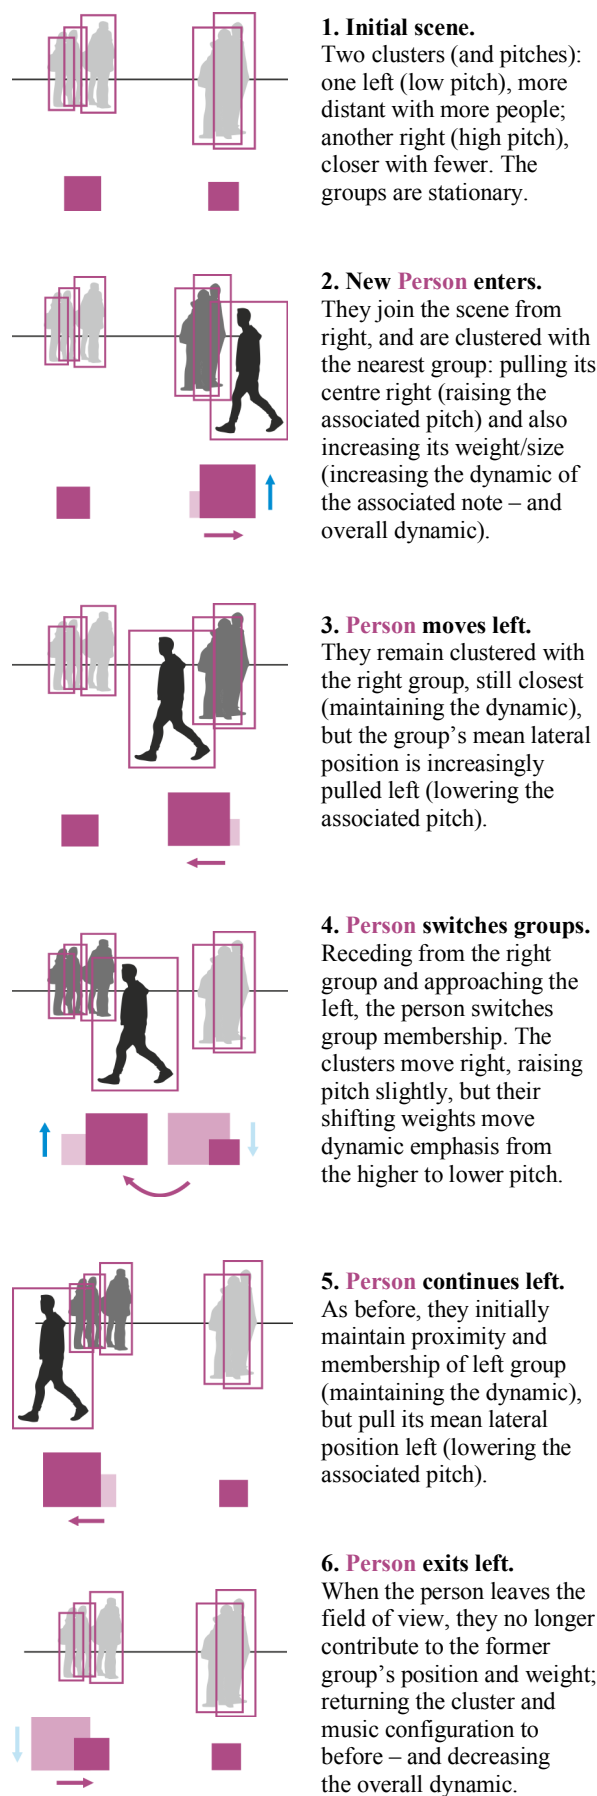 1. Initial scene.
Two clusters (and pitches):
one left (low pitch), more
distant with more people;
another right (high pitch),
closer with fewer. The
groups are stationary.
2. New Person enters.
They join the scene from
right, and are clustered with
the nearest group: pulling its
centre right (raising the
associated pitch) and also
increasing its weight/size
(increasing the dynamic of
the associated note – and
overall dynamic).
3. Person moves left.
They remain clustered with
the right group, still closest
(maintaining the dynamic),
but the group’s mean lateral
position is increasingly
pulled left (lowering the
associated pitch).
4. Person switches groups.
Receding from the right
group and approaching the
left, the person switches
group membership. The
clusters move right, raising
pitch slightly, but their
shifting weights move
dynamic emphasis from
the higher to lower pitch.
5. Person continues left.
As before, they initially
maintain proximity and
membership of left group
(maintaining the dynamic),
but pull its mean lateral
position left (lowering the
associated pitch).
6. Person exits left.
When the person leaves the
field of view, they no longer
contribute to the former
group’s position and weight;
returning the cluster and
music configuration to
before – and decreasing
the overall dynamic.